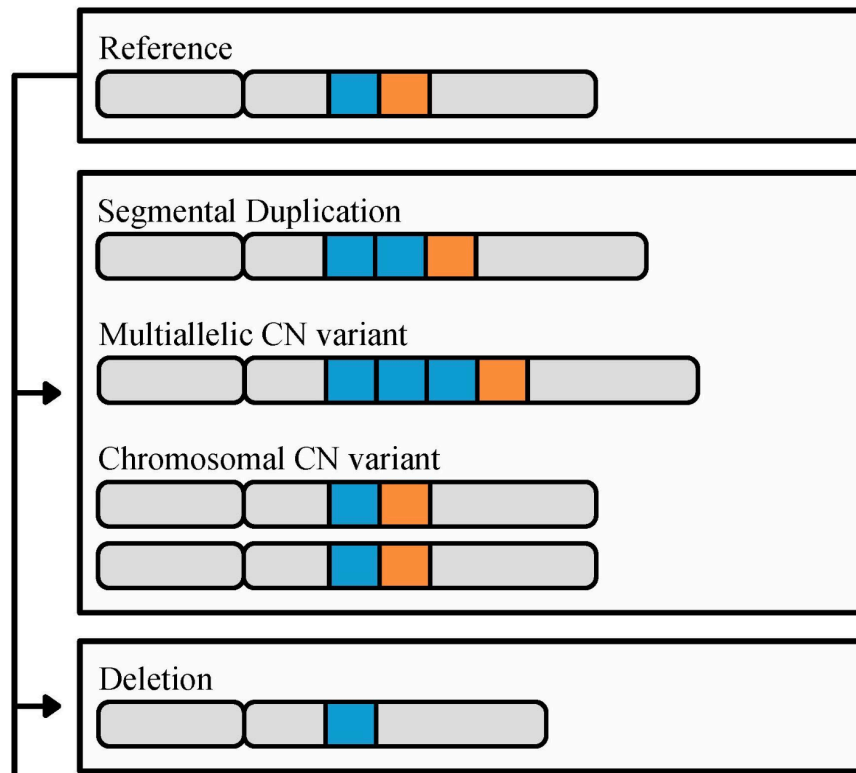 Reference
Segmental Duplication
Multiallelic CN variant
Chromosomal CN variant
Deletion